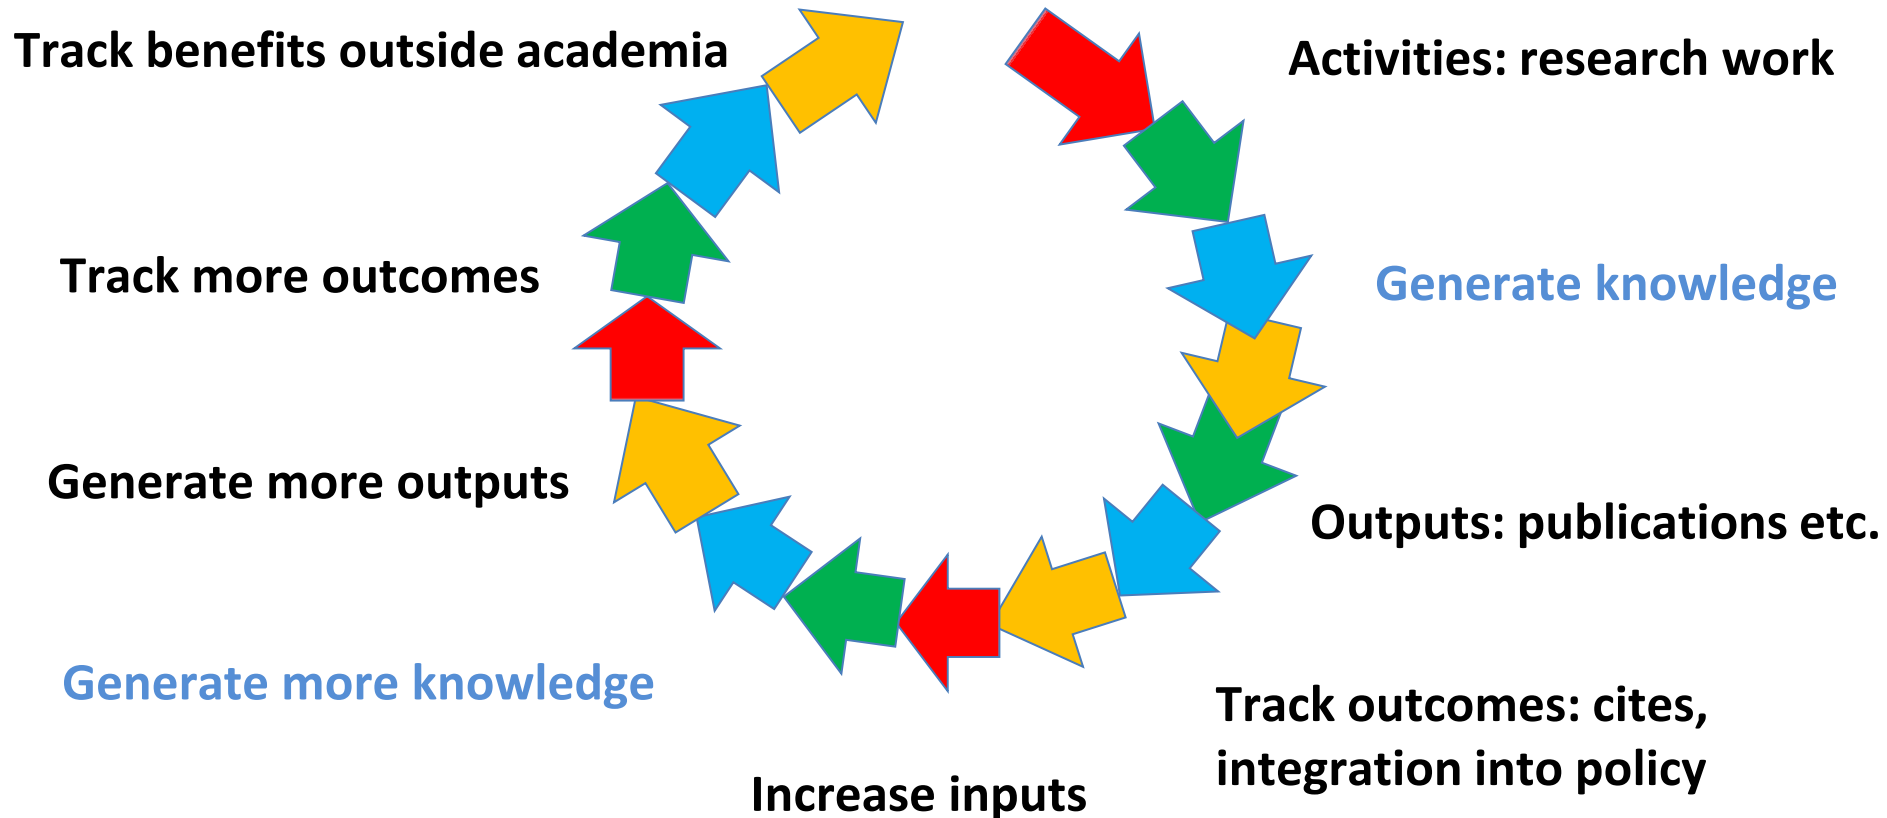 Track benefits outside academia
Activities: research work
Track more outcomes
Generate knowledge
Generate more outputs
Outputs: publications etc.
Generate more knowledge
Track outcomes: cites,
integration into policy
Increase inputs